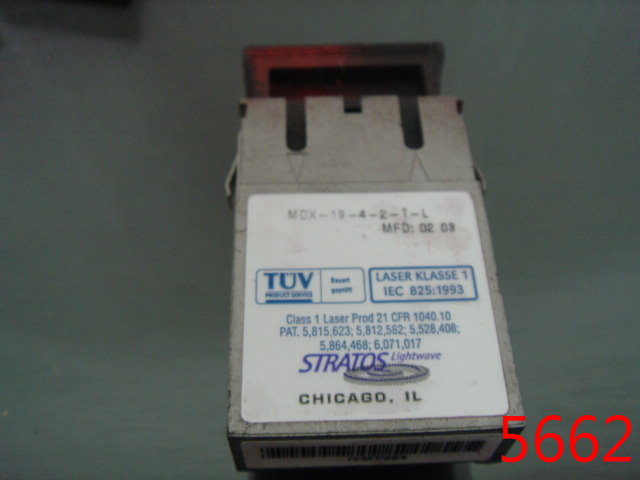 MDX-19-4-2-T-L
MFD: 02 03
TÜV
PRODUCT SERVICE
Bauart
geprüft
LASER KLASSE 1
IEC 825:1993
Class 1 Laser Prod 21 CFR 1040.10
PAT. 5,815,623; 5,812,582; 5,528,408;
5,864,468; 6,071,017
STRATOS Lightwave
CHICAGO, IL
5662